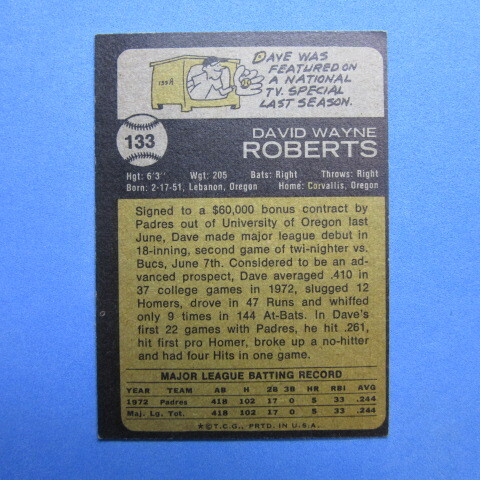 DAVE WAS
FEATURED ON
A NATIONAL
TV. SPECIAL
LAST SEASON.
133
DAVID WAYNE
ROBERTS
Hgt: 6'3" Wgt: 205 Bats: Right Throws: Right
Born: 2-17-51, Lebanon, Oregon Home: Corvallis, Oregon
Signed to a $60,000 bonus contract by
Padres out of University of Oregon last
June, Dave made major league debut in
18-inning, second game of twi-nighter vs.
Bucs, June 7th. Considered to be an ad-
vanced prospect, Dave averaged .410 in
37 college games in 1972, slugged 12
Homers, drove in 47 Runs and whiffed
only 9 times in 144 At-Bats. In Dave's
first 22 games with Padres, he hit .261,
hit first pro Homer, broke up a no-hitter
and had four Hits in one game.
MAJOR LEAGUE BATTING RECORD
YEAR TEAM AB H 2B 3B HR RBI AVG
1972 Padres 418 102 17 0 5 33 .244
Maj. Lg. Tot. 418 102 17 0 5 33 .244
★©T.C.G., PRTD. IN U.S.A.